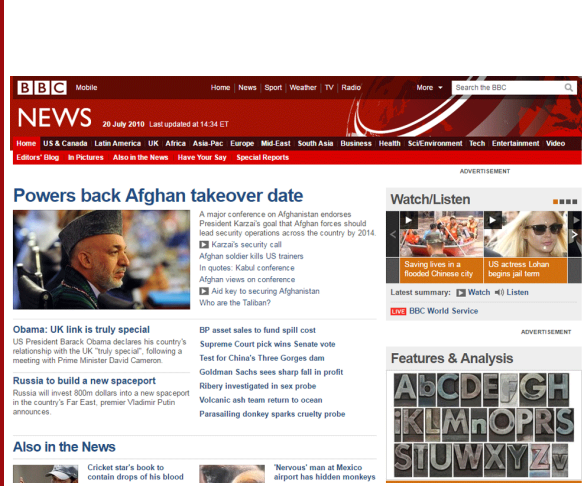 BBC Mobile Home News Sport Weather TV Radio More Search the BBC
NEWS 20 July 2010 Last updated at 14:34 ET
Home US & Canada Latin America UK Africa Asia-Pac Europe Mid-East South Asia Business Health Sci/Environment Tech Entertainment Video
Editors' Blog In Pictures Also in the News Have Your Say Special Reports
ADVERTISEMENT
Powers back Afghan takeover date
A major conference on Afghanistan endorses
President Karzai's goal that Afghan forces should
lead security operations across the country by 2014.
Karzai's security call
Afghan soldier kills US trainers
In quotes: Kabul conference
Afghan views on conference
Aid key to securing Afghanistan
Who are the Taliban?
Obama: UK link is truly special
US President Barack Obama declares his country's
relationship with the UK "truly special", following a
meeting with Prime Minister David Cameron.
Russia to build a new spaceport
Russia will invest 800m dollars into a new spaceport
in the country's Far East, premier Vladimir Putin
announces.
BP asset sales to fund spill cost
Supreme Court pick wins Senate vote
Test for China's Three Gorges dam
Goldman Sachs sees sharp fall in profit
Ribery investigated in sex probe
Volcanic ash team return to ocean
Parasailing donkey sparks cruelty probe
Also in the News
Cricket star's book to
contain drops of his blood
'Nervous' man at Mexico
airport has hidden monkeys
Watch/Listen
Saving lives in a
flooded Chinese city
US actress Lohan
begins jail term
Latest summary: Watch Listen
LIVE BBC World Service
ADVERTISEMENT
Features & Analysis
AbCDEFGH
iKLMnOPRS
STUWXYZv